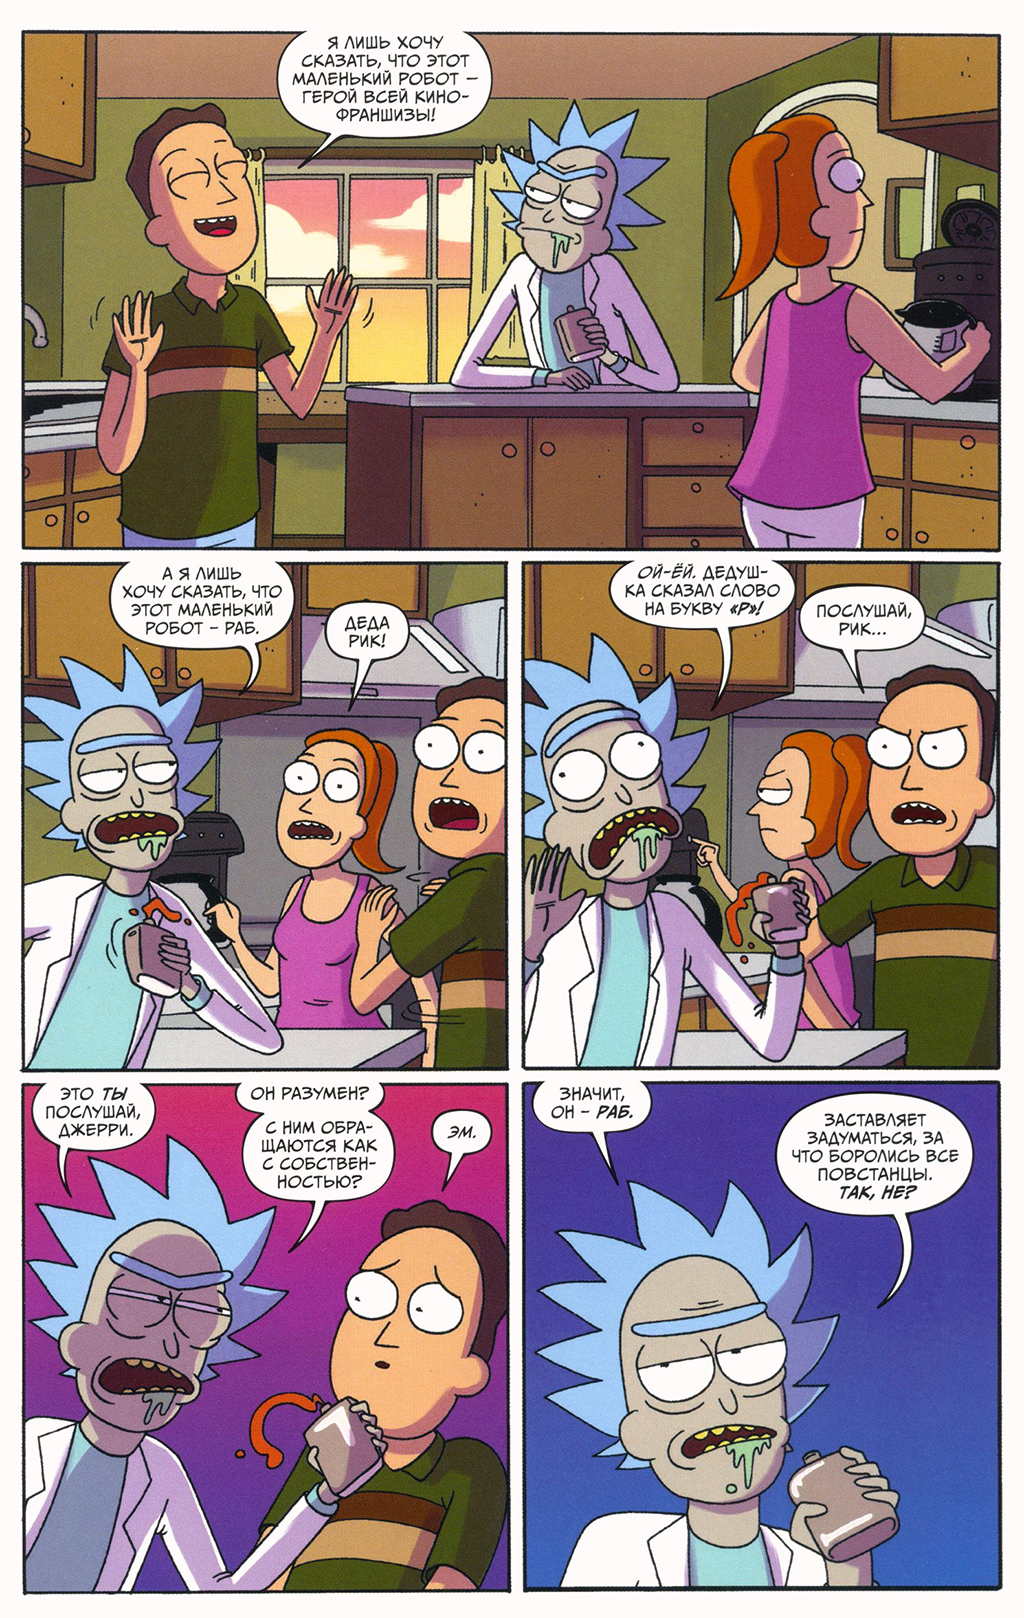 Я ЛИШЬ ХОЧУ
СКАЗАТЬ, ЧТО ЭТОТ
МАЛЕНЬКИЙ РОБОТ –
ГЕРОЙ ВСЕЙ КИНО-
ФРАНШИЗЫ!
А Я ЛИШЬ
ХОЧУ СКАЗАТЬ, ЧТО
ЭТОТ МАЛЕНЬКИЙ
РОБОТ – РАБ.
ДЕДА
РИК!
ОЙ-ЁЙ. ДЕДУШ-
КА СКАЗАЛ СЛОВО
НА БУКВУ «Р»!
ПОСЛУШАЙ,
РИК...
ЭТО ТЫ
ПОСЛУШАЙ,
ДЖЕРРИ.
ОН РАЗУМЕН?
С НИМ ОБРА-
ЩАЮТСЯ КАК
С СОБСТВЕН-
НОСТЬЮ?
ЭМ.
ЗНАЧИТ,
ОН – РАБ.
ЗАСТАВЛЯЕТ
ЗАДУМАТЬСЯ, ЗА
ЧТО БОРОЛИСЬ ВСЕ
ПОВСТАНЦЫ.
ТАК, НЕ?